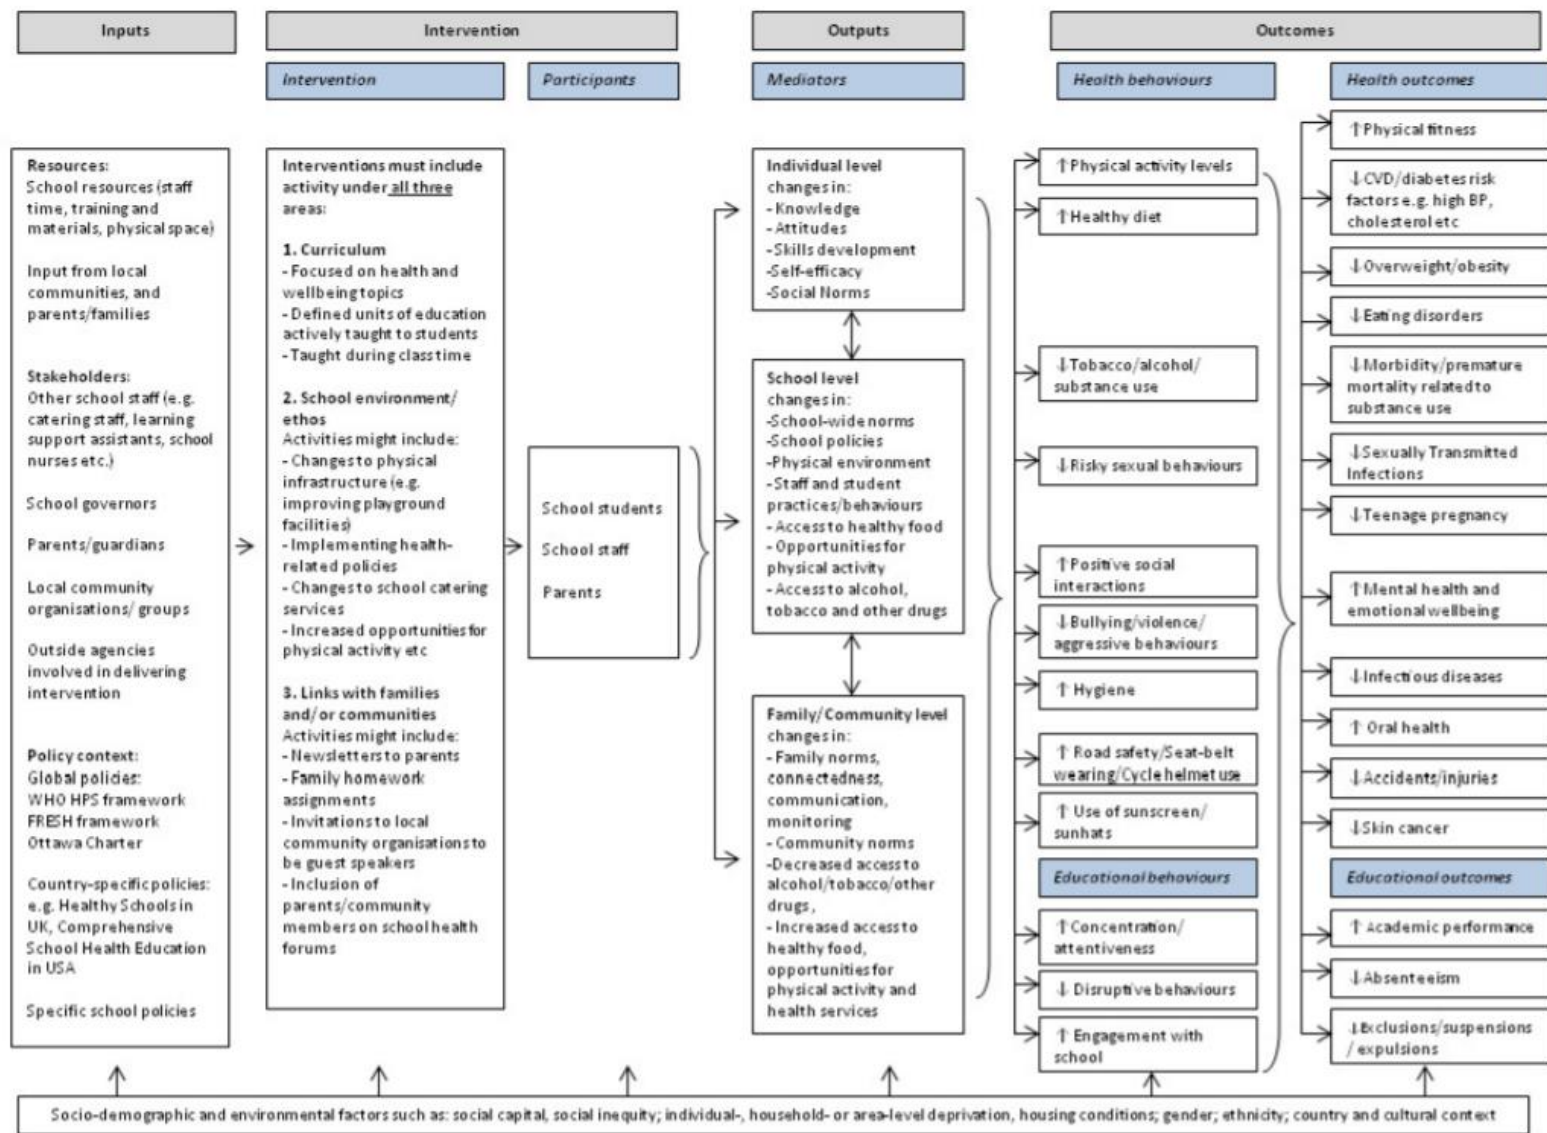 Inputs
Intervention
Outputs
Outcomes
Intervention
Participants
Mediators
Health behaviours
Health outcomes
Resources:
School resources (staff
time, training and
materials, physical space)
Input from local
communities, and
parents/families
Stakeholders:
Other school staff (e.g.
catering staff, learning
support assistants, school
nurses etc.)
School governors
Parents/guardians
Local community
organisations/ groups
Outside agencies
involved in delivering
intervention
Policy context:
Global policies:
WHO HPS framework
FRESH framework
Ottawa Charter
Country-specific policies:
e.g. Healthy Schools in
UK, Comprehensive
School Health Education
in USA
Specific school policies
Interventions must include
activity under all three
areas:
1. Curriculum
- Focused on health and
wellbeing topics
- Defined units of education
actively taught to students
- Taught during class time
2. School environment/
ethos
Activities might include:
- Changes to physical
infrastructure (e.g.
improving playground
facilities)
- Implementing health-
related policies
- Changes to school catering
services
- Increased opportunities for
physical activity etc
3. Links with families
and/or communities
Activities might include:
- Newsletters to parents
- Family homework
assignments
- Invitations to local
community organisations to
be guest speakers
- Inclusion of
parents/community
members on school health
forums
School students
School staff
Parents
Individual level
changes in:
- Knowledge
- Attitudes
- Skills development
-Self-efficacy
-Social Norms
School level
changes in:
-School-wide norms
-School policies
-Physical environment
- Staff and student
practices/behaviours
- Access to healthy food
- Opportunities for
physical activity
- Access to alcohol,
tobacco and other drugs
Family/Community level
changes in:
- Family norms,
connectedness,
communication,
monitoring
- Community norms
-Decreased access to
alcohol/tobacco/other
drugs,
- Increased access to
healthy food,
opportunities for
physical activity and
health services
↑Physical activity levels
↑Healthy diet
↓Tobacco/alcohol/
substance use
↓Risky sexual behaviours
↑Positive social
interactions
↓Bullying/violence/
aggressive behaviours
↑ Hygiene
↑ Road safety/Seat-belt
wearing/Cycle helmet use
↑ Use of sunscreen/
sunhats
Educational behaviours
↑Concentration/
attentiveness
↓ Disruptive behaviours
↑ Engagement with
school
↑Physical fitness
↓CVD/diabetes risk
factors e.g. high BP,
cholesterol etc
↓Overweight/obesity
↓Eating disorders
↓Morbidity/premature
mortality related to
substance use
↓Sexually Transmitted
Infections
↓Teenage pregnancy
↑Mental health and
emotional wellbeing
↓Infectious diseases
↑ Oral health
↓Accidents/injuries
↓Skin cancer
Educational outcomes
↑ Academic performance
↓Absenteeism
↓Exclusions/suspensions
/ expulsions
Socio-demographic and environmental factors such as: social capital, social inequity; individual-, household- or area-level deprivation, housing conditions; gender; ethnicity; country and cultural context